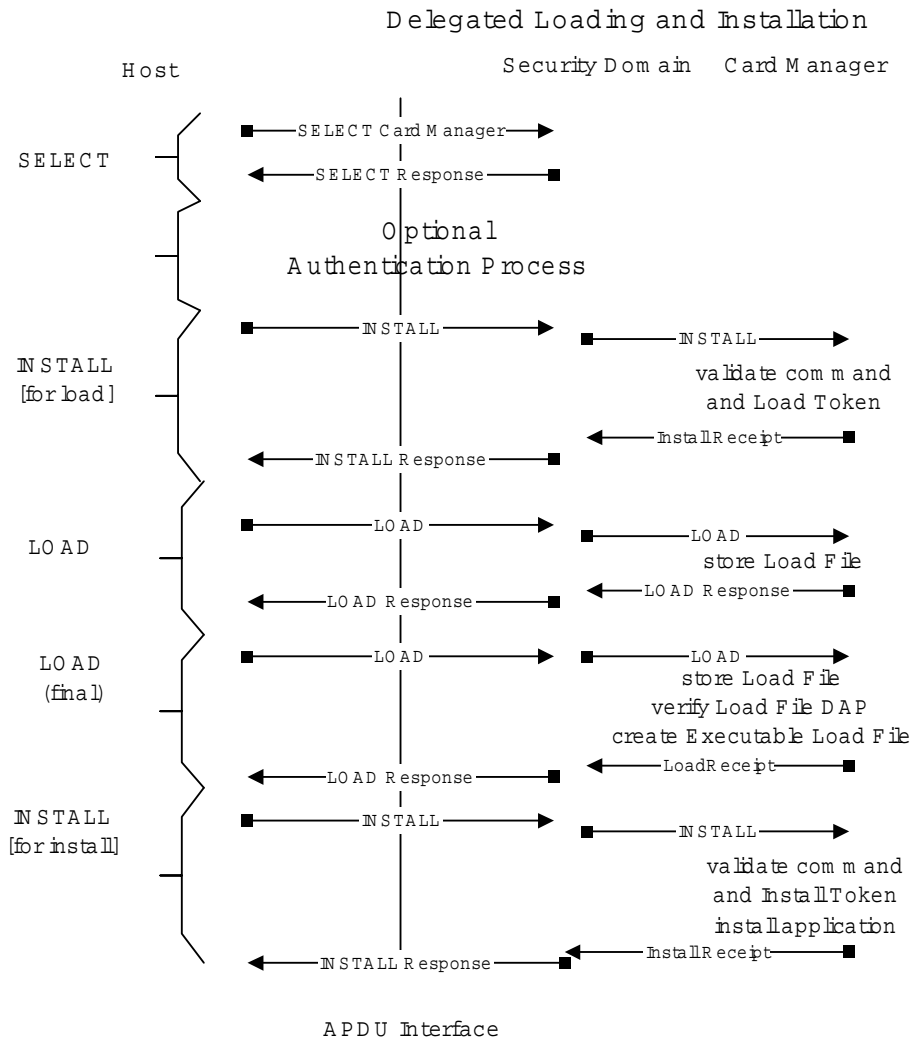 Delegated Loading and Installation
Host
Security Domain Card Manager
SELECT
SELECT Card Manager
SELECT Response
Optional
Authentication Process
INSTALL
[for load]
INSTALL
INSTALL
validate command
and Load Token
Install Receipt
INSTALL Response
LOAD
LOAD
LOAD
store Load File
LOAD Response
LOAD Response
LOAD
(final)
LOAD
LOAD
store Load File
verify Load File DAP
create Executable Load File
Load Receipt
LOAD Response
INSTALL
[for install]
INSTALL
INSTALL
validate command
and Install Token
install application
Install Receipt
INSTALL Response
APDU Interface